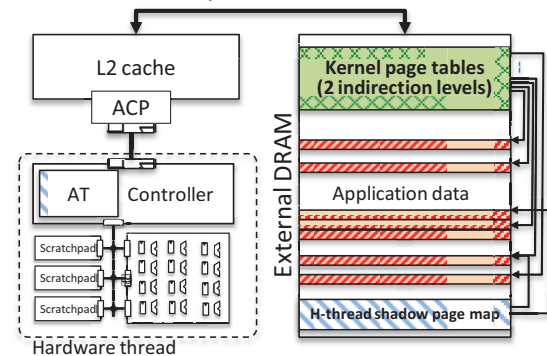 L2 cache
ACP
AT
Controller
Scratchpad
Scratchpad
Scratchpad
Hardware thread
External DRAM
Kernel page tables
(2 indirection levels)
Application data
H-thread shadow page map